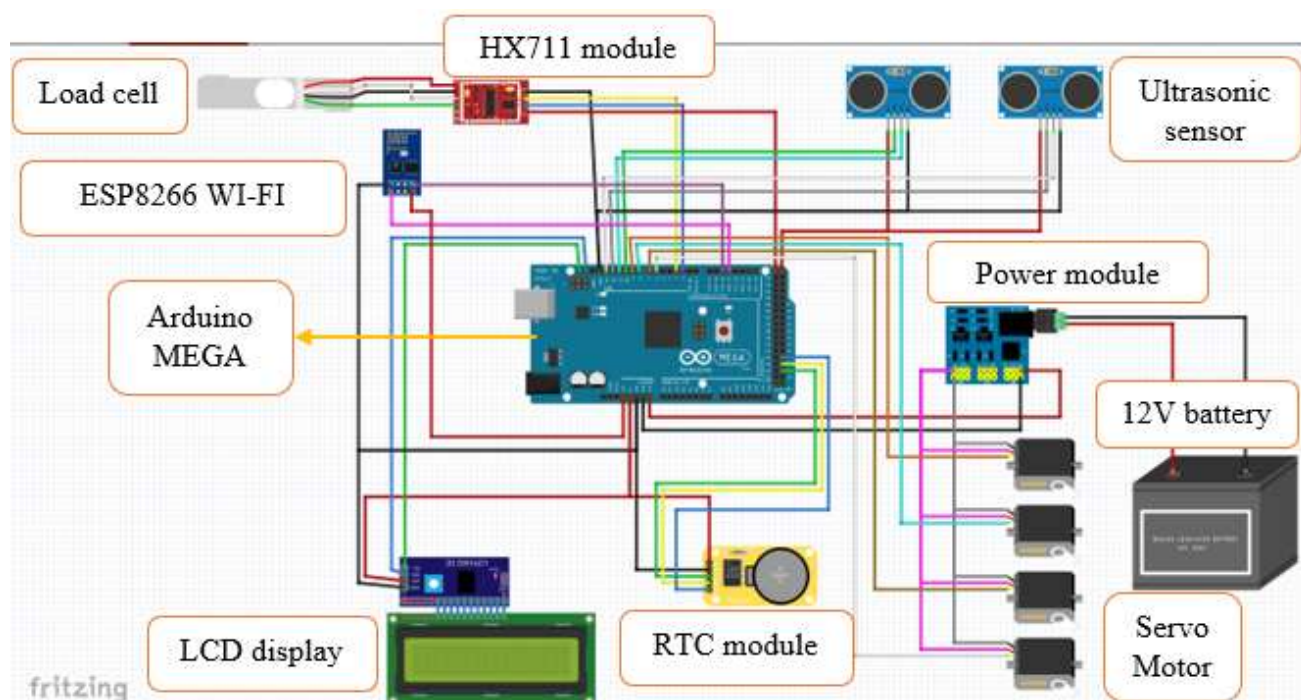 HX711 module
Load cell
Ultrasonic
sensor
ESP8266 WI-FI
Power module
Arduino
MEGA
MEGA
12V battery
LCD display
RTC module
Servo
Motor
fritzing